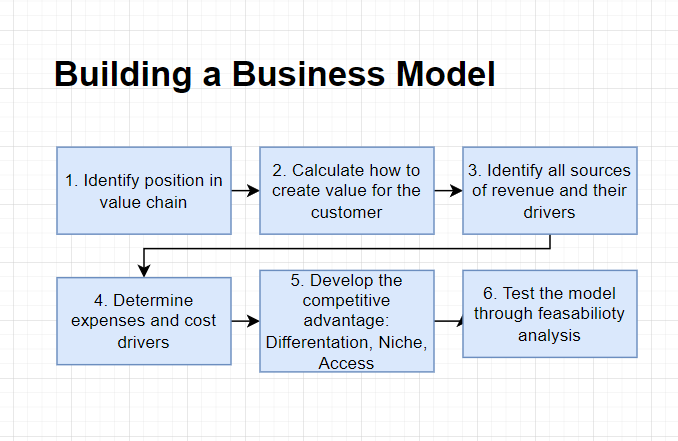 Building a Business Model
1. Identify position in
value chain
2. Calculate how to
create value for the
customer
3. Identify all sources
of revenue and their
drivers
4. Determine
expenses and cost
drivers
5. Develop the
competitive
advantage:
Differentation, Niche,
Access
6. Test the model
through feasabilioty
analysis